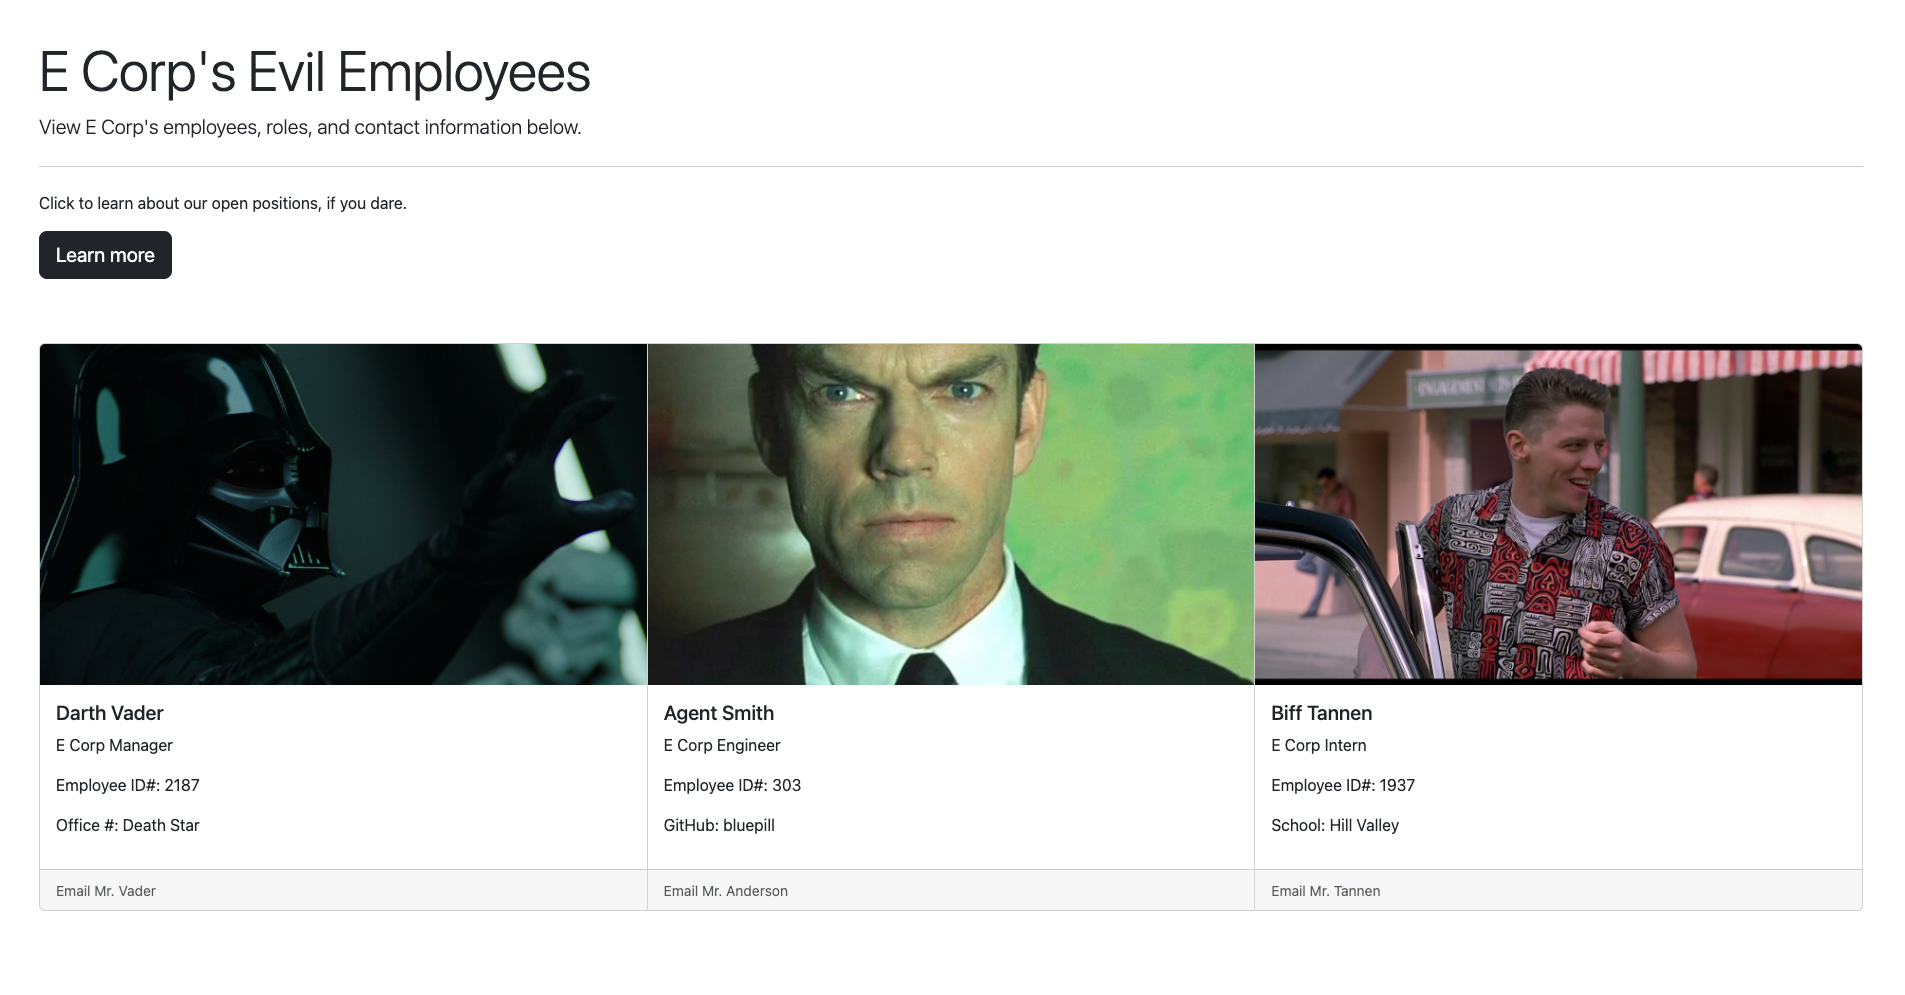 E Corp's Evil Employees
View E Corp's employees, roles, and contact information below.
Click to learn about our open positions, if you dare.
Learn more
Darth Vader
E Corp Manager
Employee ID#: 2187
Office #: Death Star
Email Mr. Vader
Agent Smith
E Corp Engineer
Employee ID#: 303
GitHub: bluepill
Email Mr. Anderson
Biff Tannen
E Corp Intern
Employee ID#: 1937
School: Hill Valley
Email Mr. Tannen